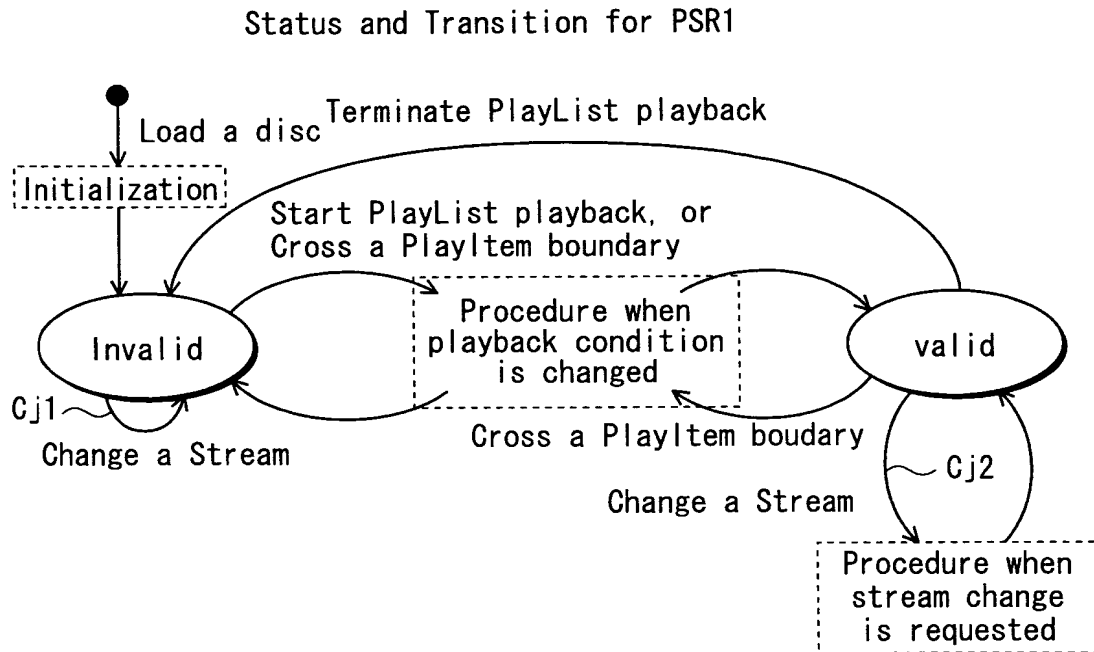 Status and Transition for PSR1
Load a disc
Terminate PlayList playback
Initialization
Start PlayList playback, or
Cross a PlayItem boundary
Procedure when
playback condition
is changed
Invalid
valid
Cj1
Change a Stream
Cross a PlayItem boudary
Cj2
Change a Stream
Procedure when
stream change
is requested